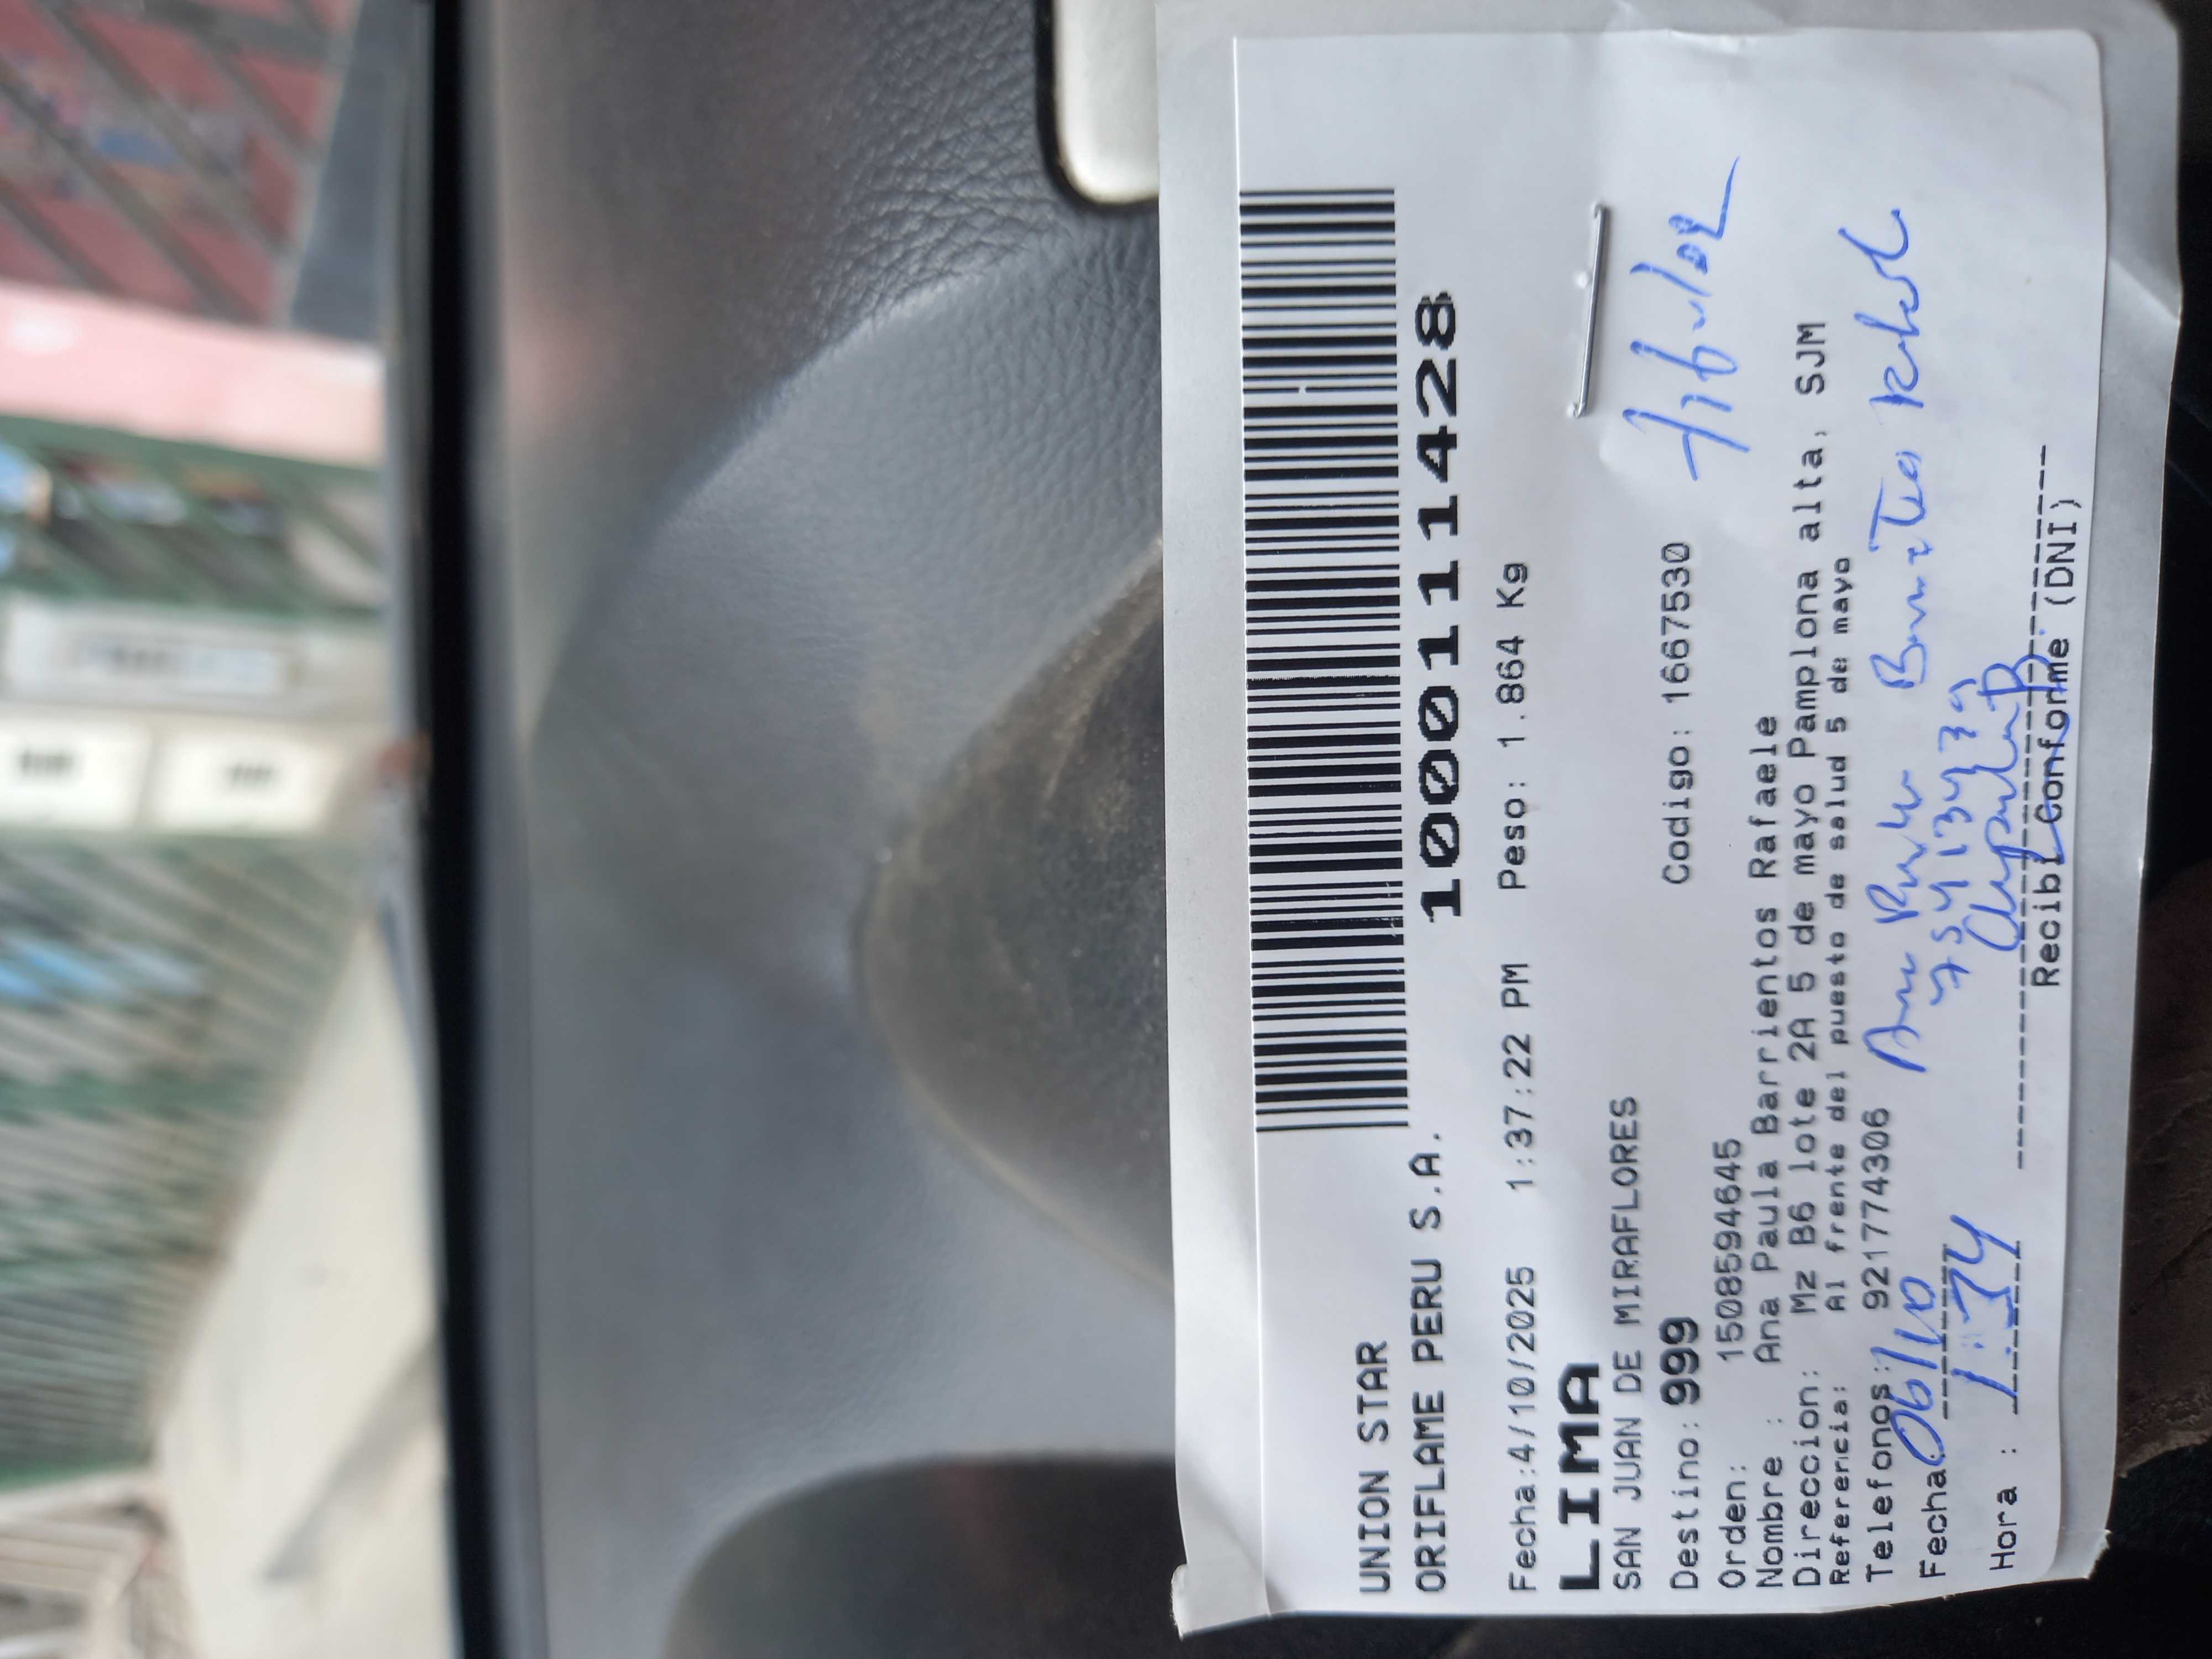 UNION STAR
ORIFLAME PERU S.A.
1000111428
Fecha:4/10/2025 1:37:22 PM Peso: 1.864 Kg
LIMA
SAN JUAN DE MIRAFLORES
Destino: 999 Codigo: 1667530
Orden: 150859464645
Nombre : Ana Paula Barrientos Rafaele
Direccion: Mz B6 lote 2A 5 de mayo Pamplona alta, SJM
Referencia: Al frente del puesto de salud 5 de mayo
Telefonos: 921774306
Fecha 06/10
Hora : 1:34
Recibi Conforme (DNI)